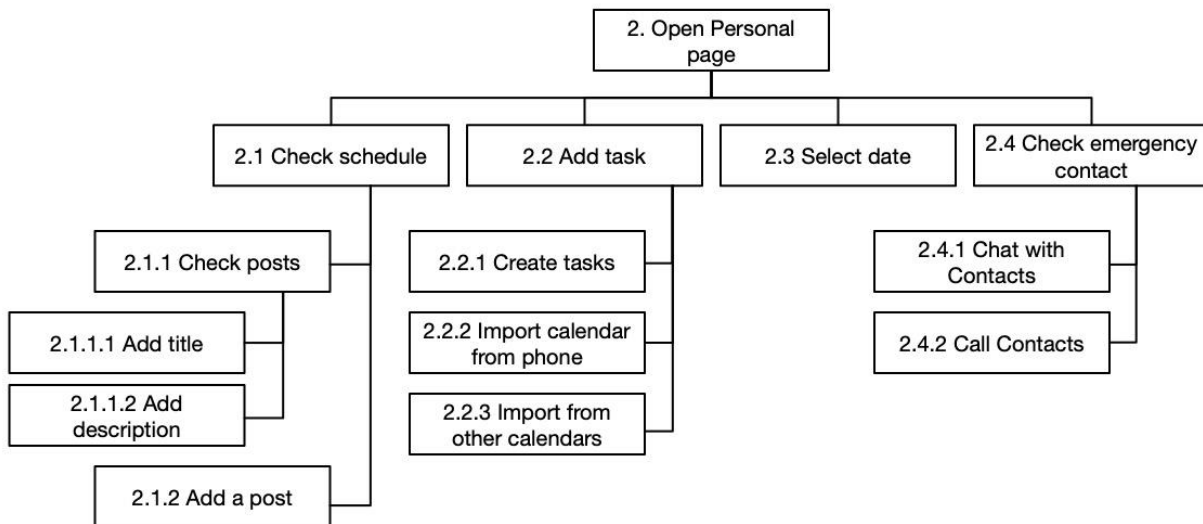 2. Open Personal
page
2.1 Check schedule
2.2 Add task
2.3 Select date
2.4 Check emergency
contact
2.1.1 Check posts
2.2.1 Create tasks
2.4.1 Chat with
Contacts
2.1.1.1 Add title
2.2.2 Import calendar
from phone
2.4.2 Call Contacts
2.1.1.2 Add
description
2.2.3 Import from
other calendars
2.1.2 Add a post